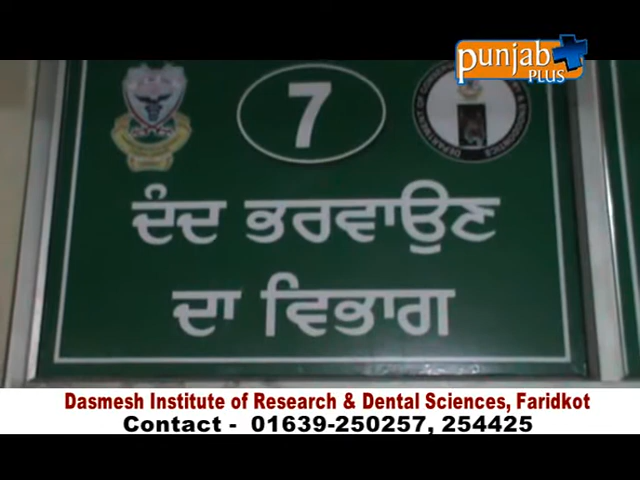 punjab
PLUS
7
ਦੰਦ ਭਰਵਾਉਣ
ਦਾ ਵਿਭਾਗ
Dasmesh Institute of Research & Dental Sciences, Faridkot
Contact - 01639-250257, 254425